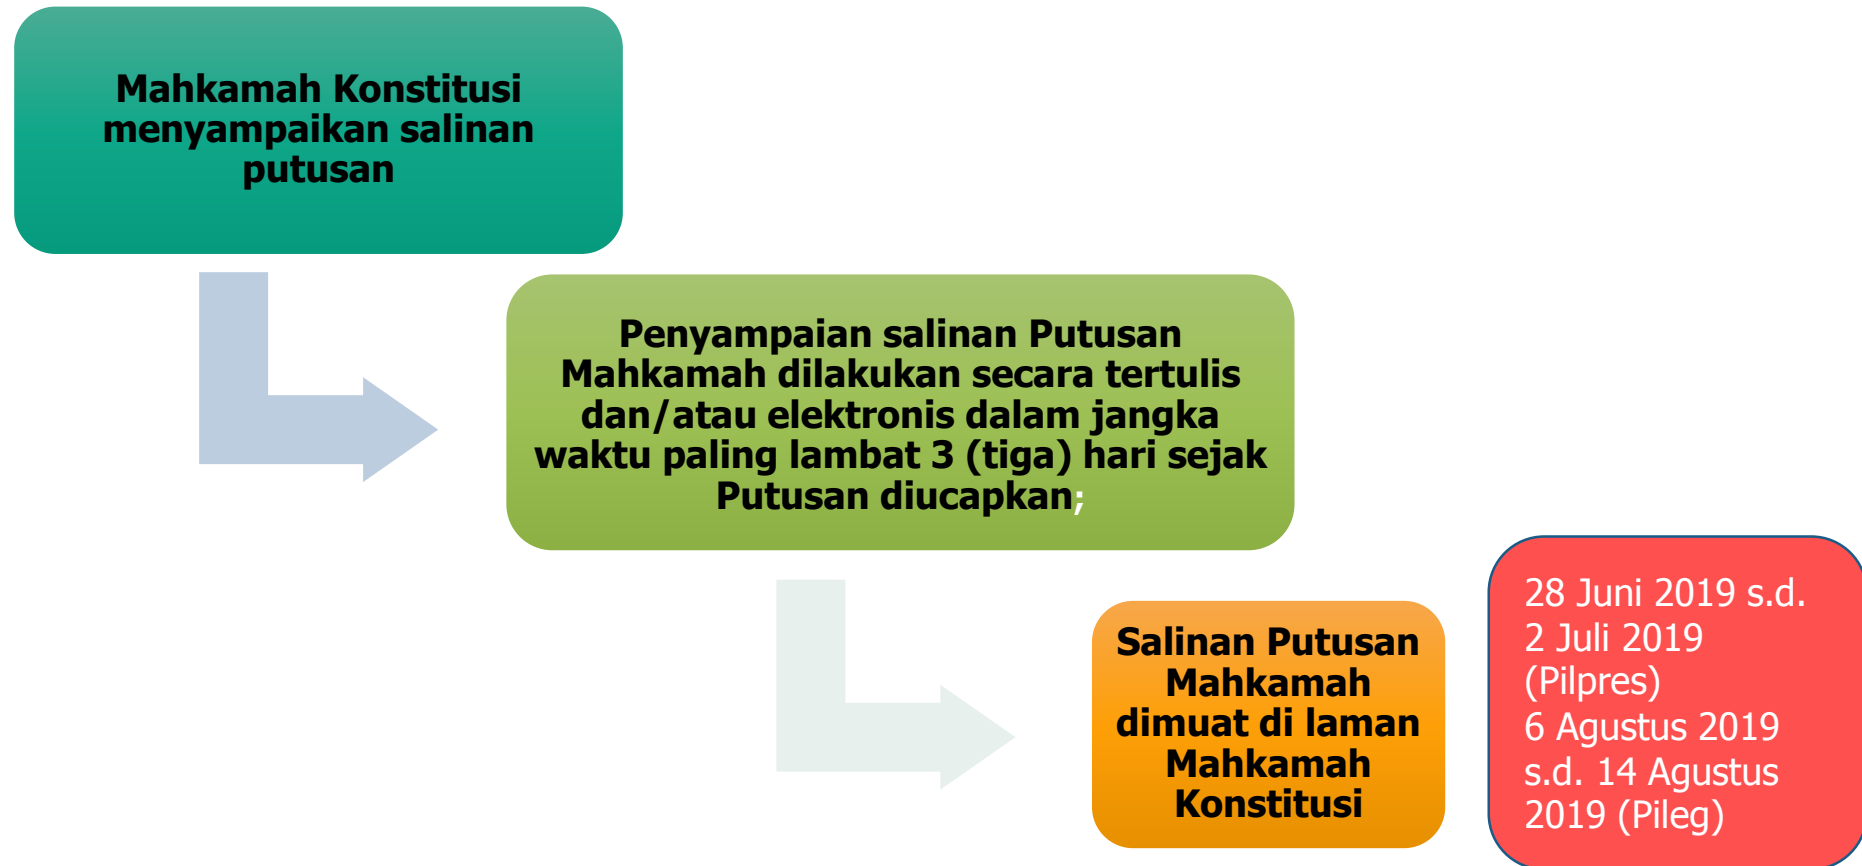 Mahkamah Konstitusi
menyampaikan salinan
putusan
Penyampaian salinan Putusan
Mahkamah dilakukan secara tertulis
dan/atau elektronis dalam jangka
waktu paling lambat 3 (tiga) hari sejak
Putusan diucapkan;
Salinan Putusan
Mahkamah
dimuat di laman
Mahkamah
Konstitusi
28 Juni 2019 s.d.
2 Juli 2019
(Pilpres)
6 Agustus 2019
s.d. 14 Agustus
2019 (Pileg)